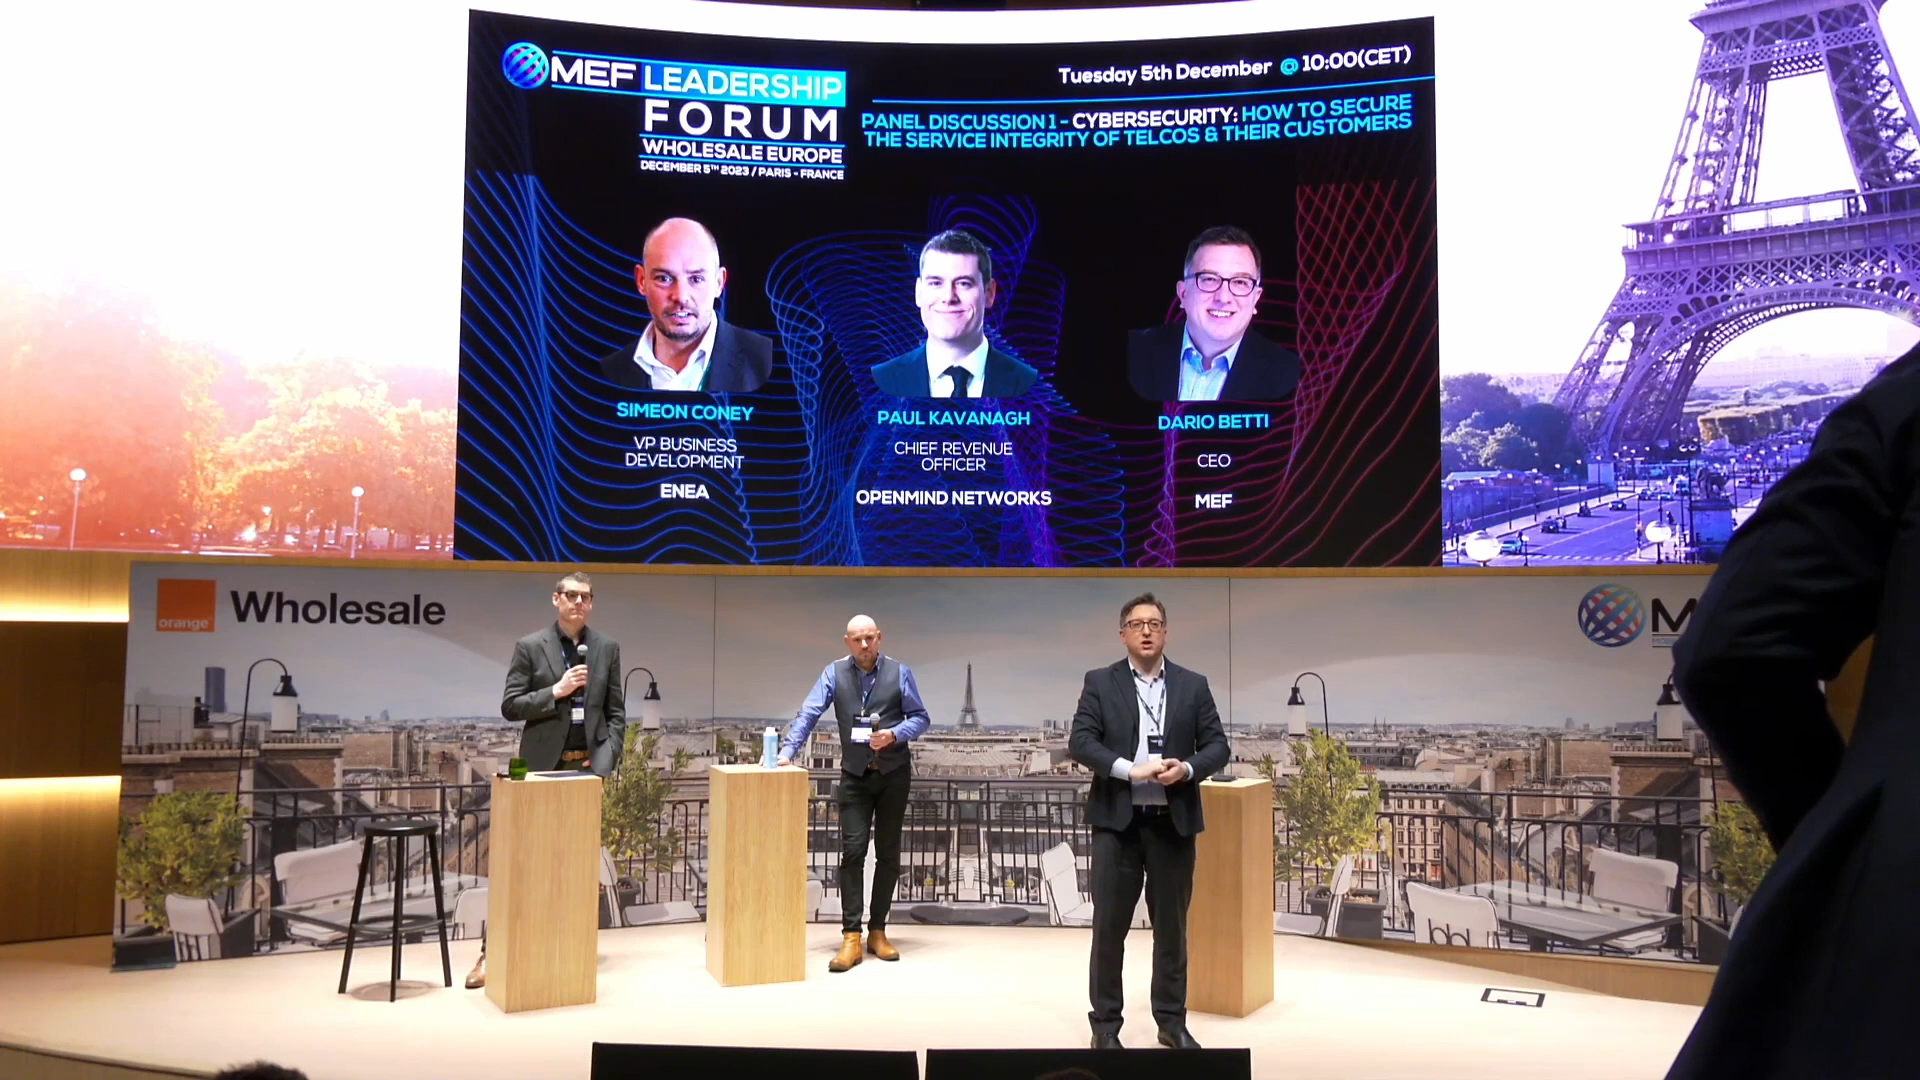 MEF LEADERSHIP
FORUM
WHOLESALE EUROPE
DECEMBER 5TH 2023 / PARIS - FRANCE
Tuesday 5th December @ 10:00(CET)
PANEL DISCUSSION 1 - CYBERSECURITY: HOW TO SECURE
THE SERVICE INTEGRITY OF TELCOS & THEIR CUSTOMERS
SIMEON CONEY
VP BUSINESS
DEVELOPMENT
ENEA
PAUL KAVANAGH
CHIEF REVENUE
OFFICER
OPENMIND NETWORKS
DARIO BETTI
CEO
MEF
orange
Wholesale
M